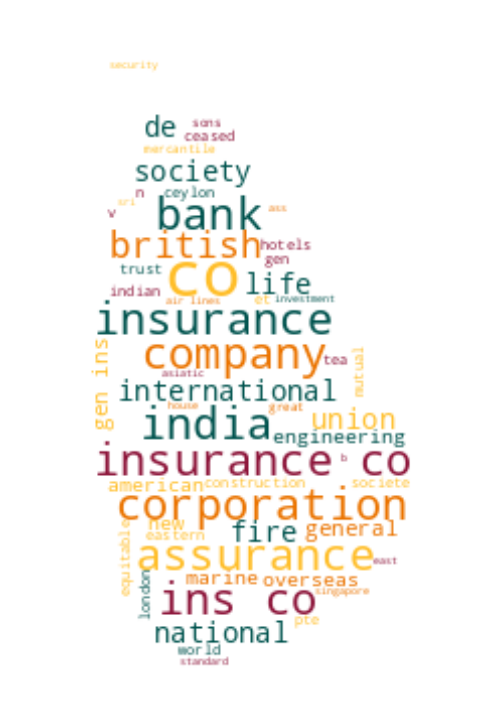 security
de sons
ceased
mercantile
society
n ceylon
sri
v bank ass
british hotels
gen
trust co life
indian
air lines et investment
insurance
company tea
asiatic
gen ins international mutual
house great
india union
engineering
insurance co b
american construction societe
corporation
new fire general
eastern
equitable assurance east
marine overseas
london ins co singapore
national pte
world
standard